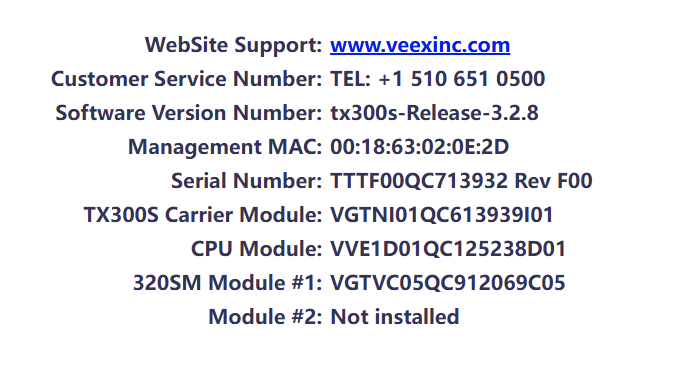 WebSite Support: www.veexinc.com
Customer Service Number: TEL: +1 510 651 0500
Software Version Number: tx300s-Release-3.2.8
Management MAC: 00:18:63:02:0E:2D
Serial Number: TTTF00QC713932 Rev F00
TX300S Carrier Module: VGTNI01QC613939I01
CPU Module: VVE1D01QC125238D01
320SM Module #1: VGTVC05QC912069C05
Module #2: Not installed